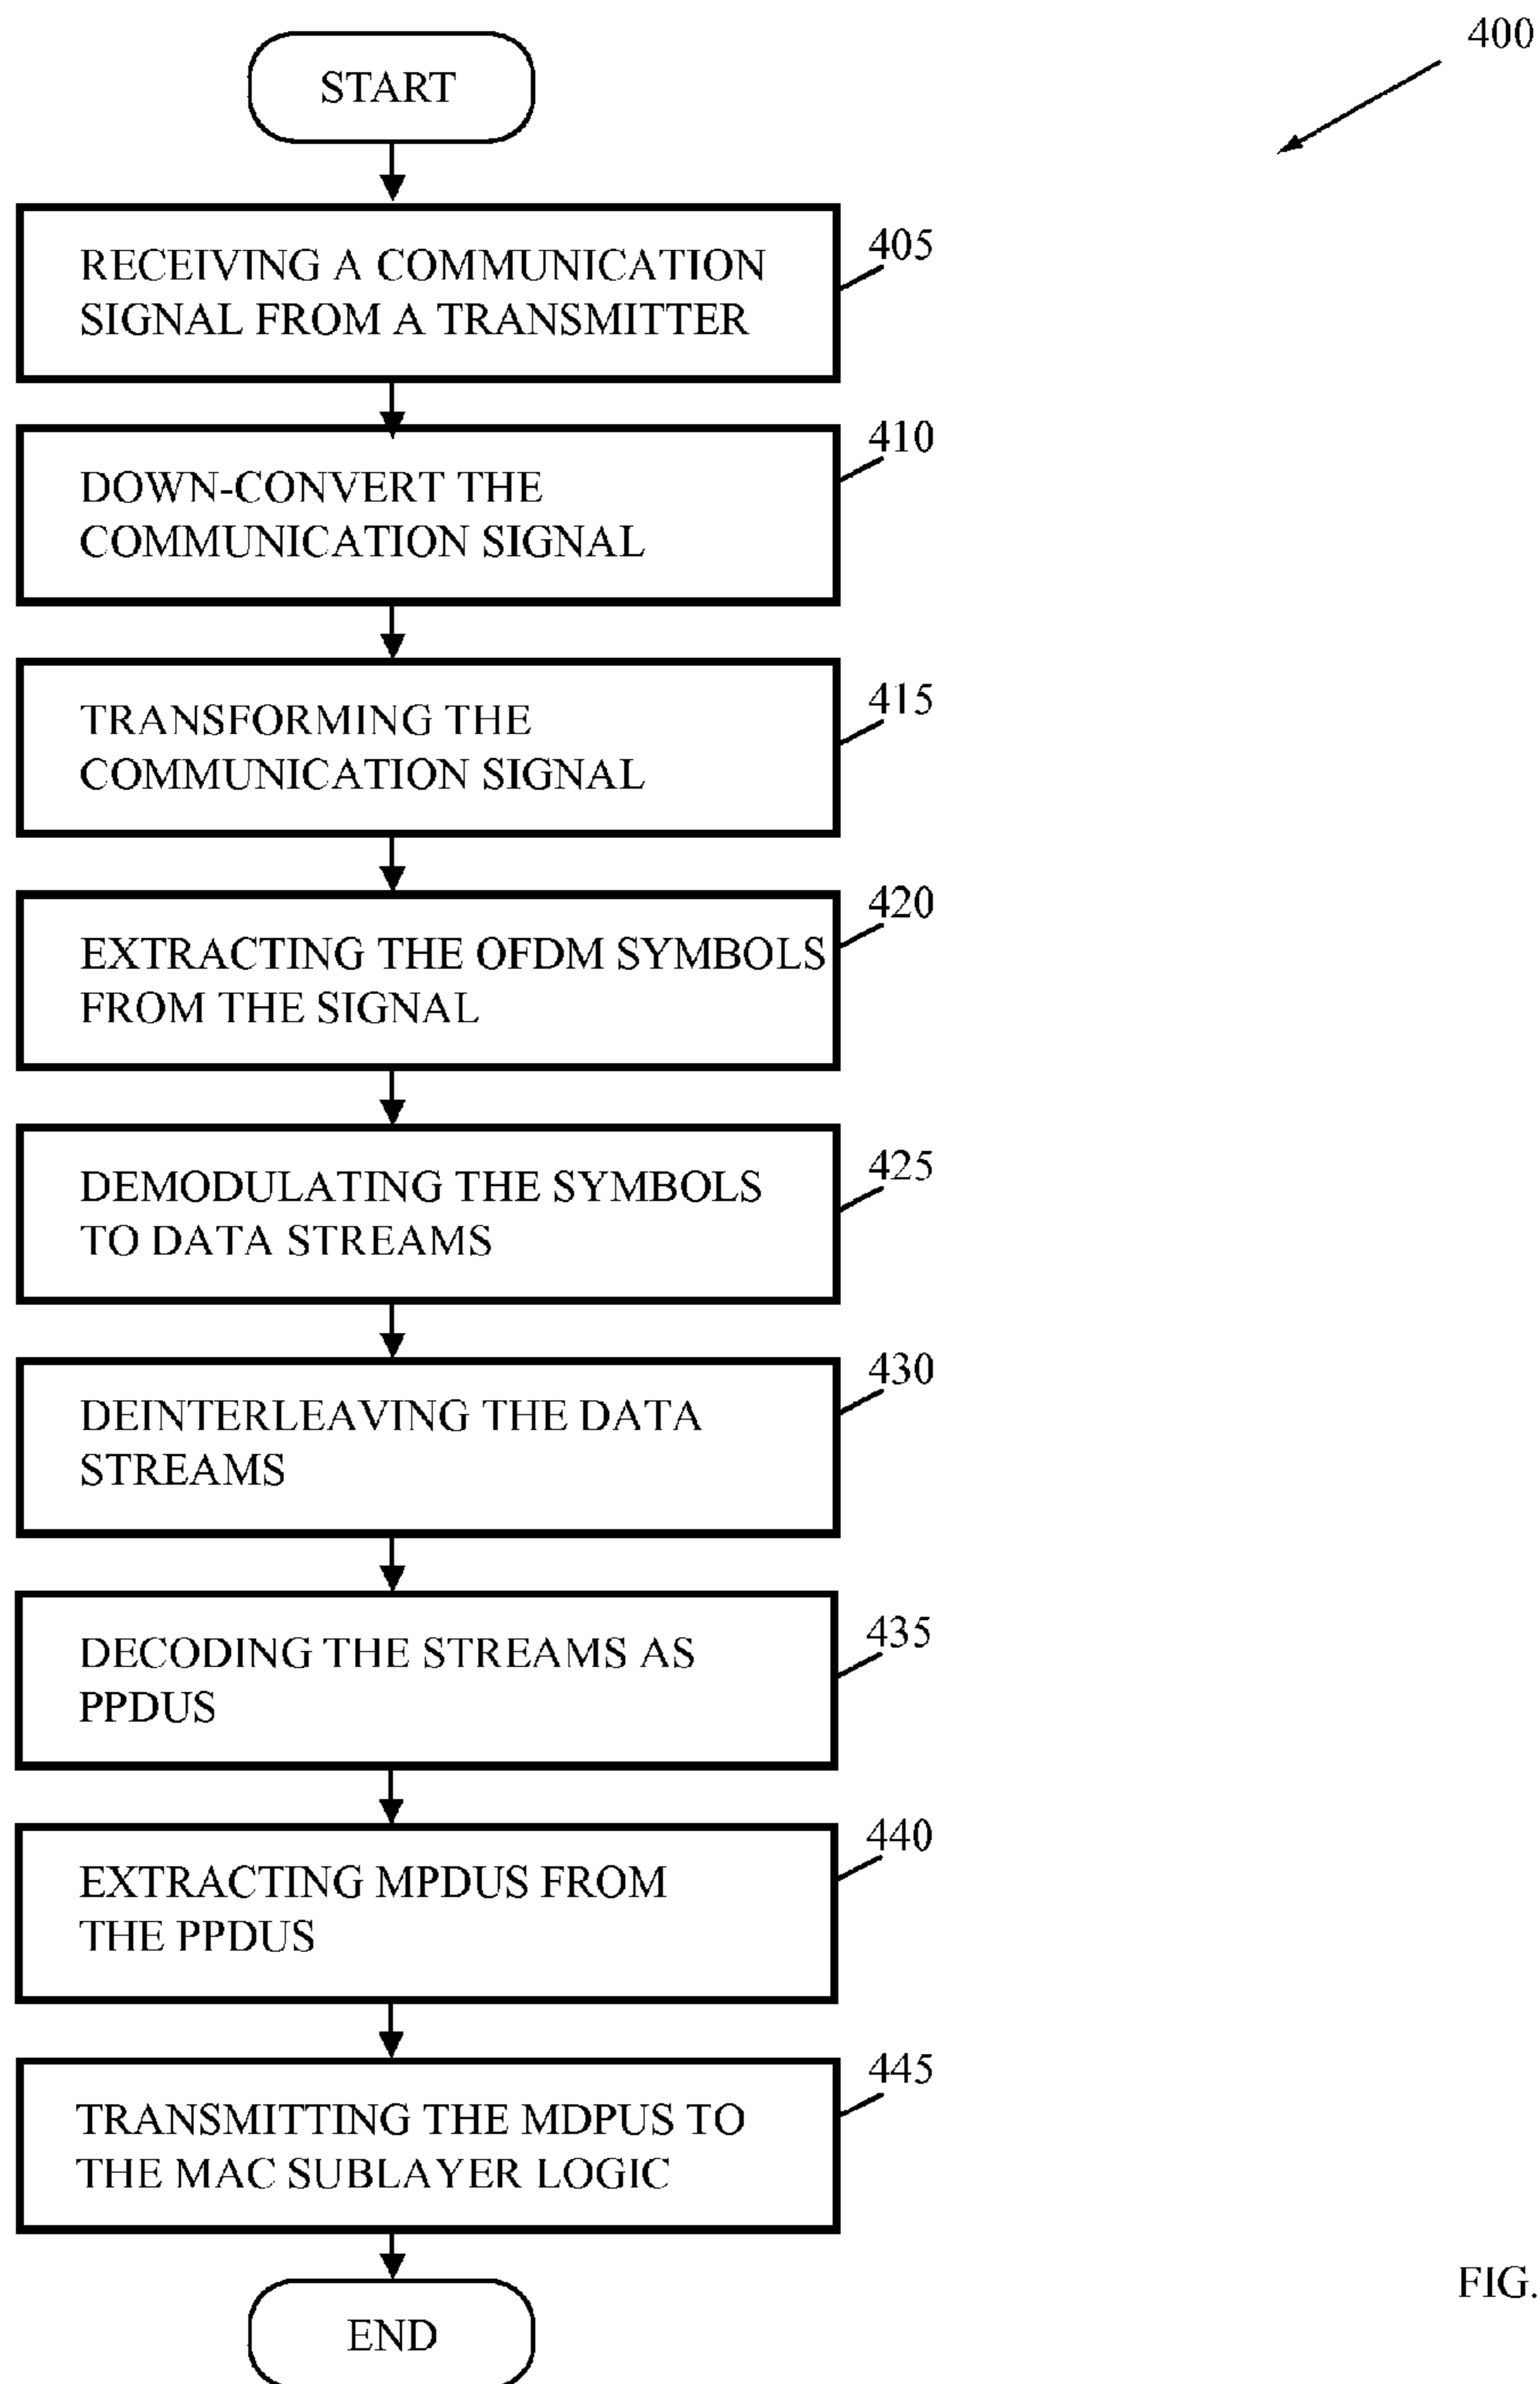 400
START
RECEIVING A COMMUNICATION
SIGNAL FROM A TRANSMITTER
405
DOWN-CONVERT THE
COMMUNICATION SIGNAL
410
TRANSFORMING THE
COMMUNICATION SIGNAL
415
EXTRACTING THE OFDM SYMBOLS
FROM THE SIGNAL
420
DEMODULATING THE SYMBOLS
TO DATA STREAMS
425
DEINTERLEAVING THE DATA
STREAMS
430
DECODING THE STREAMS AS
PPDUS
435
EXTRACTING MPDUS FROM
THE PPDUS
440
TRANSMITTING THE MDPUS TO
THE MAC SUBLAYER LOGIC
445
END
FIG.